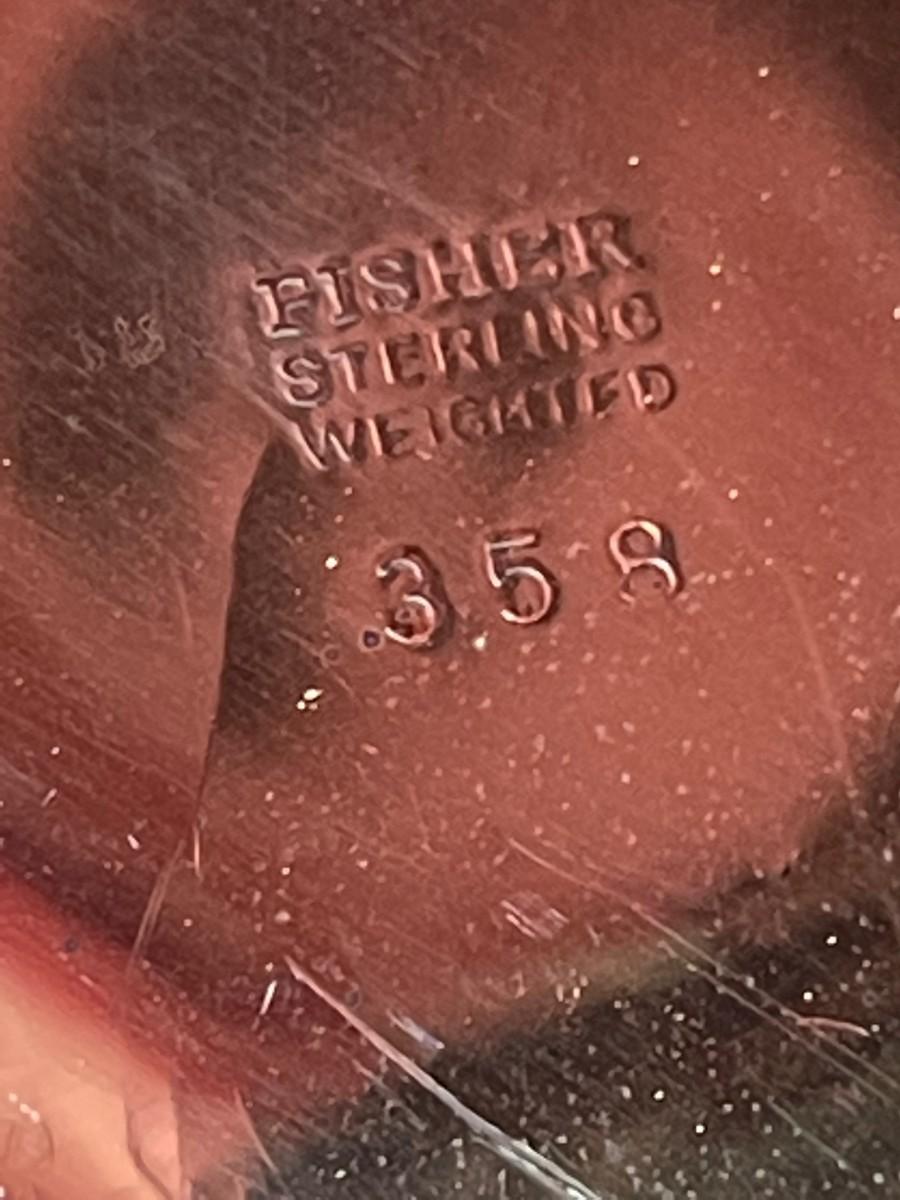 FISHER
STERLING
WEIGHTED
358